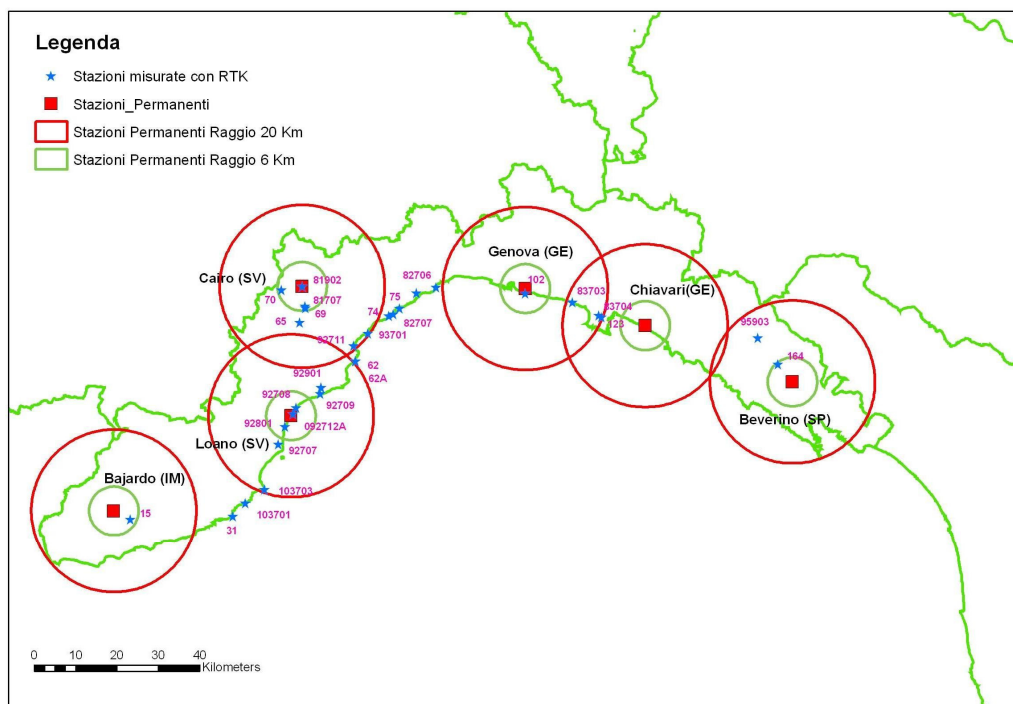 Legenda
Stazioni misurate con RTK
Stazioni_Permanenti
Stazioni Permanenti Raggio 20 Km
Stazioni Permanenti Raggio 6 Km
Genova (GE)
102
Cairo (SV)
81902
82706
Chiavari(GE)
70
81707
75
83703
69
83704
74
82707
65
123
93701
95903
92711
62
164
62A
92901
92708
92709
92801
092712A
Beverino (SP)
Loano (SV)
92707
Bajardo (IM)
103703
15
103701
31
0 10 20 30 40
Kilometers